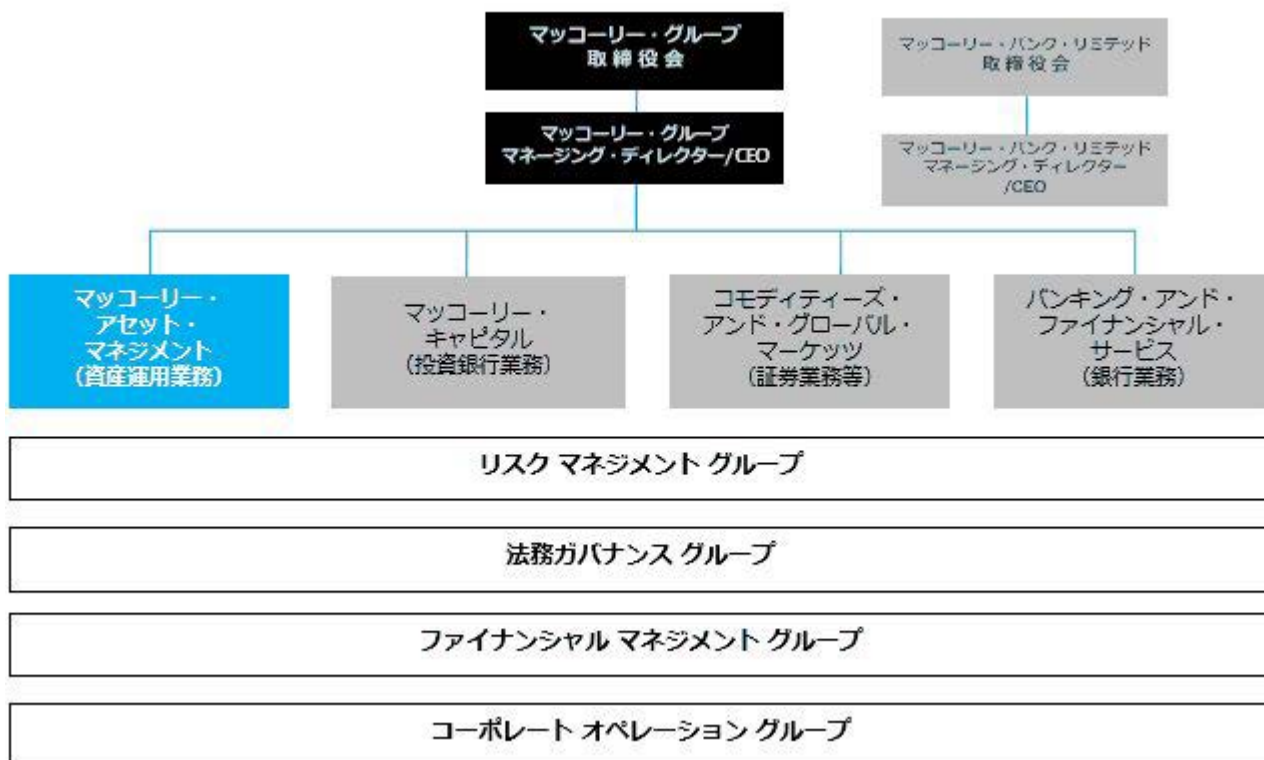 マッコーリー・グループ
取締役会
マッコーリー・バンク・リミテッド
取締役会
マッコーリー・グループ
マネージング・ディレクター/CEO
マッコーリー・バンク・リミテッド
マネージング・ディレクター
/CEO
マッコーリー・
アセット・
マネジメント
(資産運用業務)
マッコーリー・
キャピタル
(投資銀行業務)
コモディティーズ・
アンド・グローバル・
マーケッツ
(証券業務等)
バンキング・アンド・
ファイナンシャル・
サービス
(銀行業務)
リスク マネジメント グループ
法務ガバナンス グループ
ファイナンシャル マネジメント グループ
コーポレート オペレーション グループ